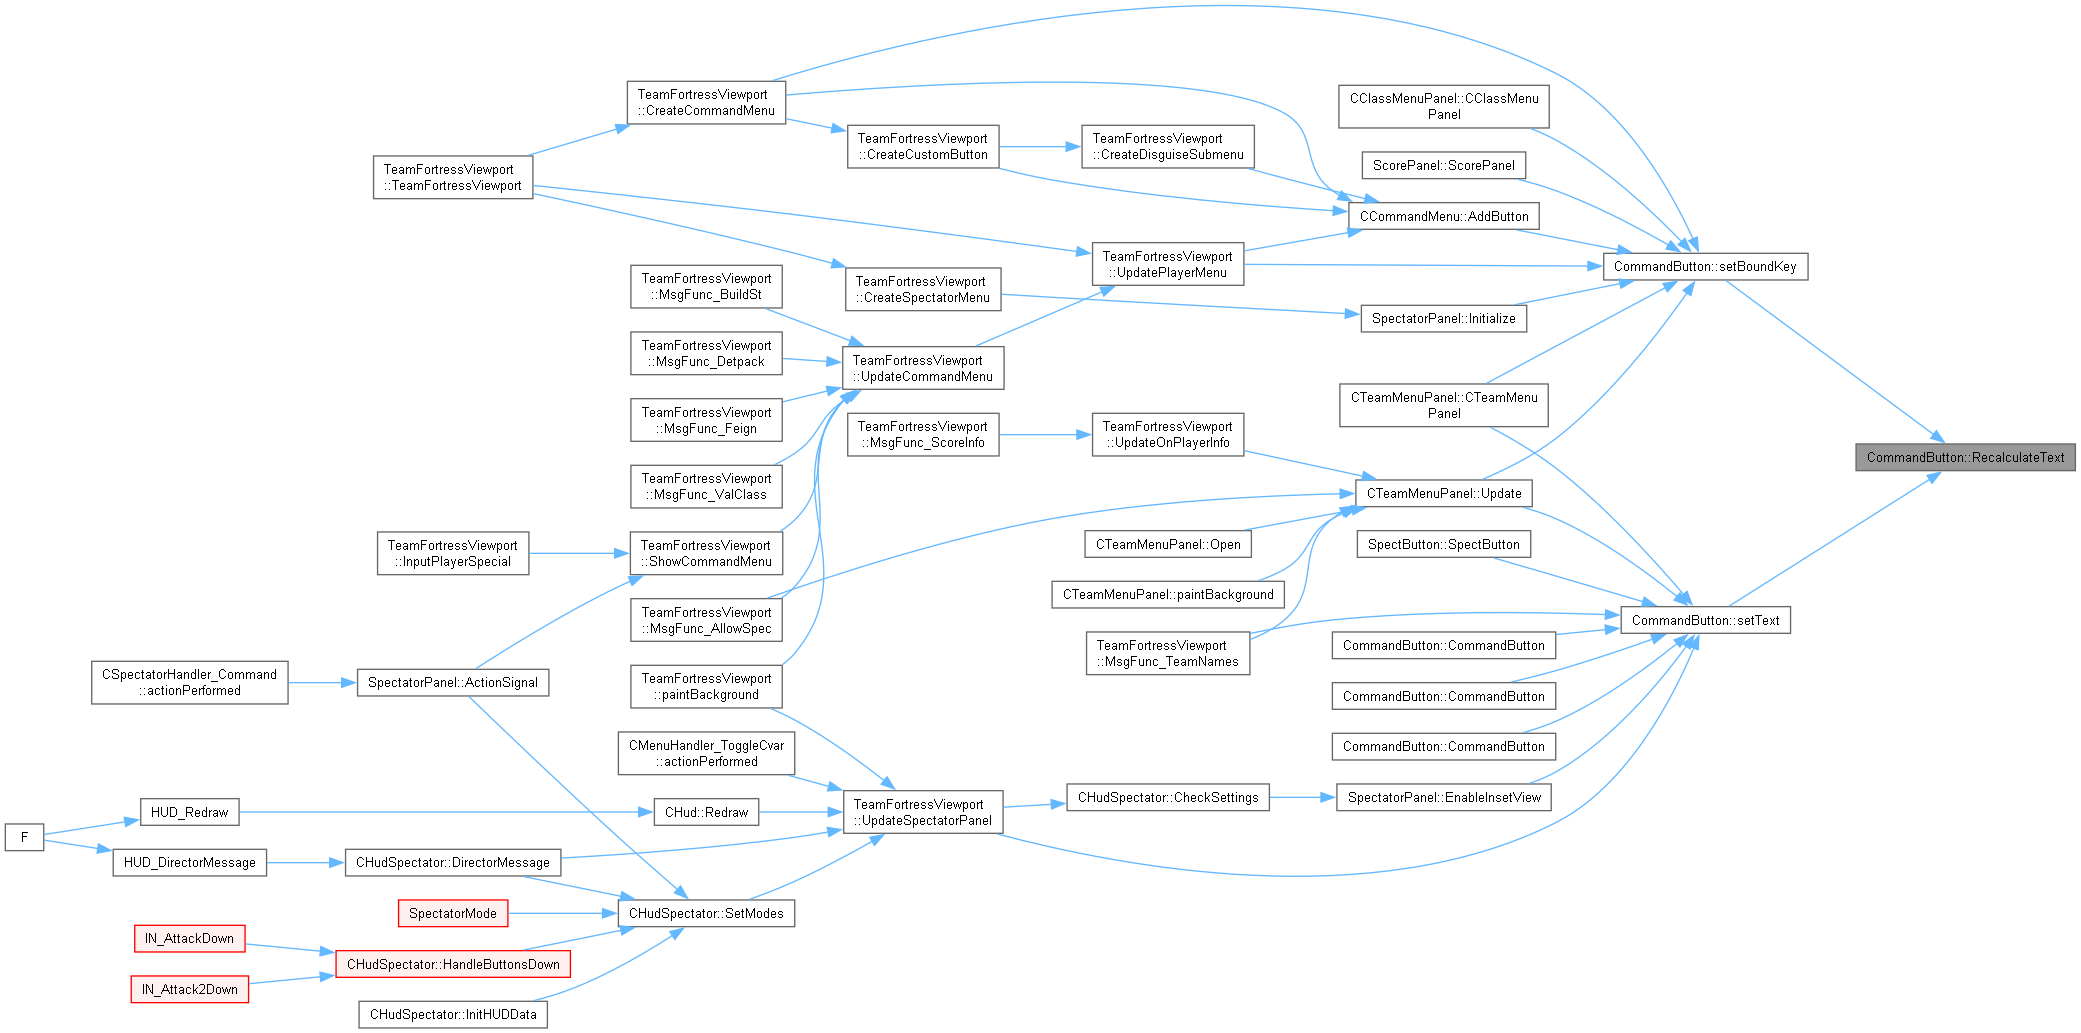 TeamFortressViewport
::CreateCommandMenu
CClassMenuPanel::CClassMenu
Panel
TeamFortressViewport
::CreateCustomButton
TeamFortressViewport
::CreateDisguiseSubmenu
ScorePanel::ScorePanel
TeamFortressViewport
::TeamFortressViewport
CCommandMenu::AddButton
TeamFortressViewport
::UpdatePlayerMenu
CommandButton::setBoundKey
TeamFortressViewport
::MsgFunc_BuildSt
TeamFortressViewport
::CreateSpectatorMenu
SpectatorPanel::Initialize
TeamFortressViewport
::MsgFunc_Detpack
TeamFortressViewport
::UpdateCommandMenu
CTeamMenuPanel::CTeamMenu
Panel
TeamFortressViewport
::MsgFunc_Feign
TeamFortressViewport
::MsgFunc_ScoreInfo
TeamFortressViewport
::UpdateOnPlayerInfo
CommandButton::RecalculateText
TeamFortressViewport
::MsgFunc_ValClass
CTeamMenuPanel::Update
TeamFortressViewport
::InputPlayerSpecial
TeamFortressViewport
::ShowCommandMenu
CTeamMenuPanel::Open
SpectButton::SpectButton
CTeamMenuPanel::paintBackground
TeamFortressViewport
::MsgFunc_AllowSpec
CommandButton::setText
TeamFortressViewport
::MsgFunc_TeamNames
CommandButton::CommandButton
CSpectatorHandler_Command
::actionPerformed
SpectatorPanel::ActionSignal
TeamFortressViewport
::paintBackground
CommandButton::CommandButton
CMenuHandler_ToggleCvar
::actionPerformed
CommandButton::CommandButton
HUD_Redraw
CHud::Redraw
TeamFortressViewport
::UpdateSpectatorPanel
CHudSpectator::CheckSettings
SpectatorPanel::EnableInsetView
F
HUD_DirectorMessage
CHudSpectator::DirectorMessage
SpectatorMode
CHudSpectator::SetModes
IN_AttackDown
CHudSpectator::HandleButtonsDown
IN_Attack2Down
CHudSpectator::InitHUDData